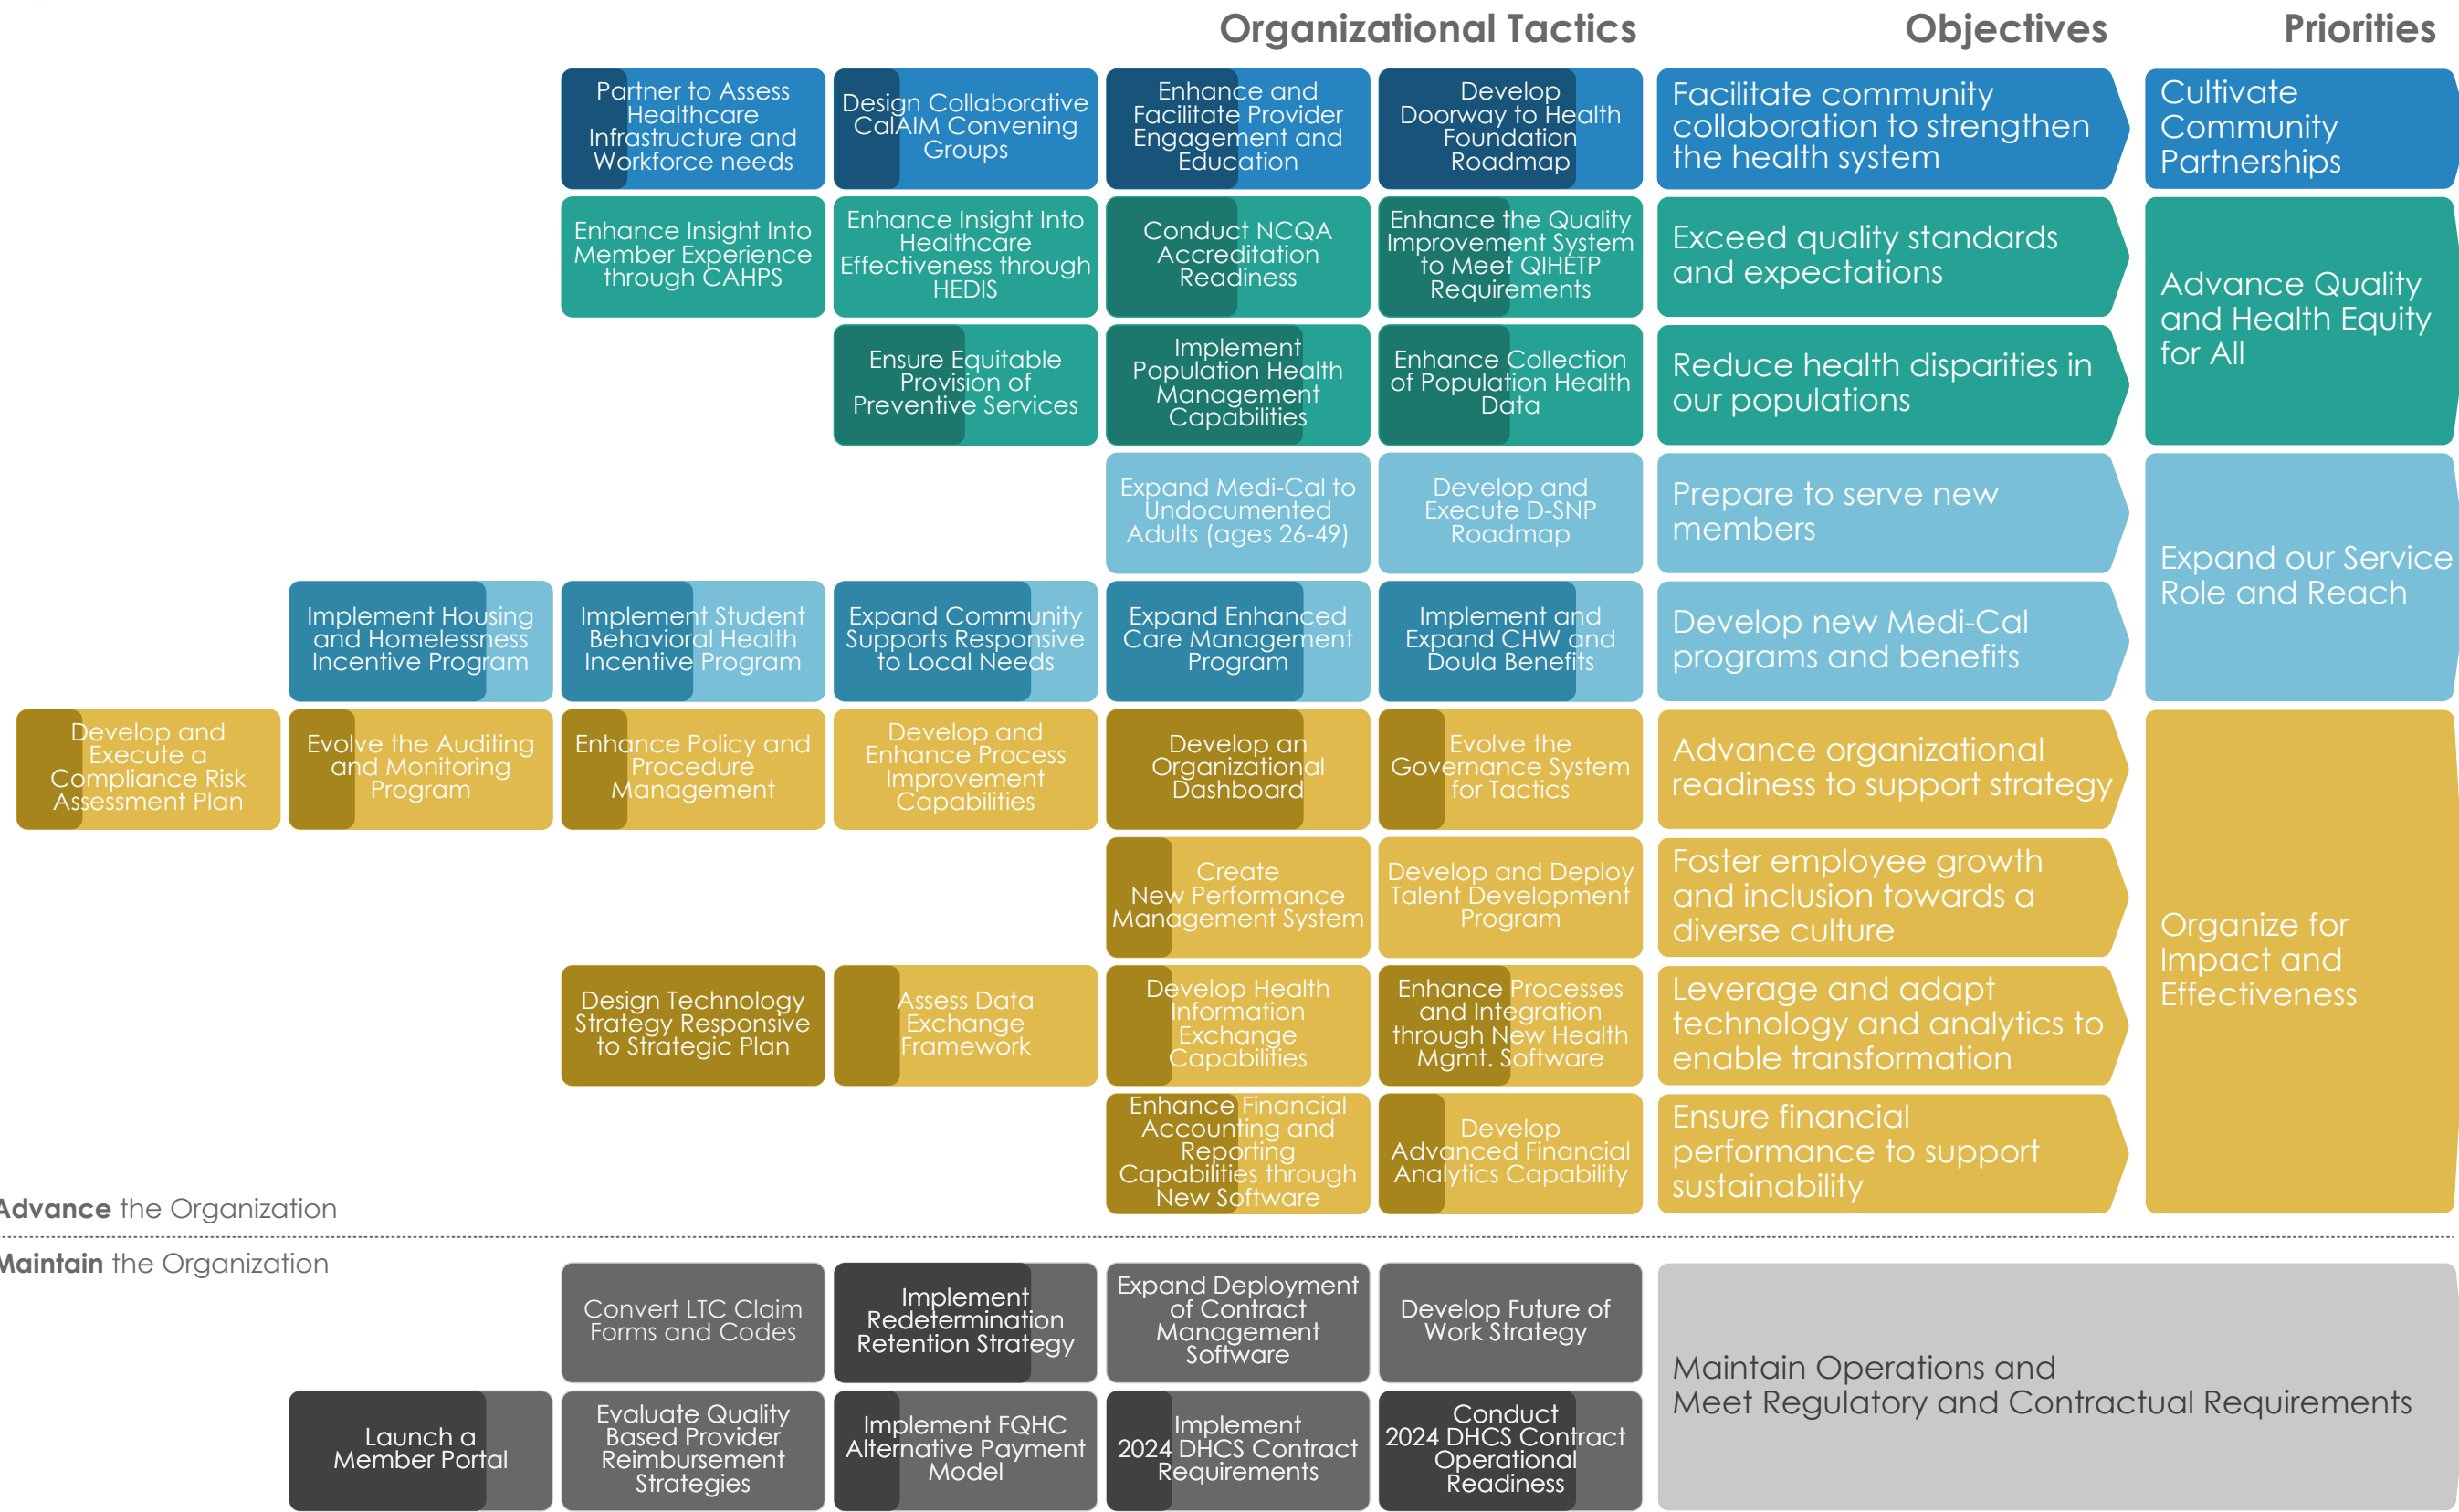 Organizational Tactics
Objectives
Priorities
Partner to Assess
Healthcare
Infrastructure and
Workforce needs
Design Collaborative
CalAIM Convening
Groups
Enhance and
Facilitate Provider
Engagement and
Education
Develop
Doorway to Health
Foundation
Roadmap
Facilitate community
collaboration to strengthen
the health system
Cultivate
Community
Partnerships
Enhance Insight Into
Member Experience
through CAHPS
Enhance Insight Into
Healthcare
Effectiveness through
HEDIS
Conduct NCQA
Accreditation
Readiness
Enhance the Quality
Improvement System
to Meet QIHETP
Requirements
Exceed quality standards
and expectations
Advance Quality
and Health Equity
for All
Ensure Equitable
Provision of
Preventive Services
Implement
Population Health
Management
Capabilities
Enhance Collection
of Population Health
Data
Reduce health disparities in
our populations
Expand Medi-Cal to
Undocumented
Adults (ages 26-49)
Develop and
Execute D-SNP
Roadmap
Prepare to serve new
members
Expand our Service
Role and Reach
Implement Housing
and Homelessness
Incentive Program
Implement Student
Behavioral Health
Incentive Program
Expand Community
Supports Responsive
to Local Needs
Expand Enhanced
Care Management
Program
Implement and
Expand CHW and
Doula Benefits
Develop new Medi-Cal
programs and benefits
Develop and
Execute a
Compliance Risk
Assessment Plan
Evolve the Auditing
and Monitoring
Program
Enhance Policy and
Procedure
Management
Develop and
Enhance Process
Improvement
Capabilities
Develop an
Organizational
Dashboard
Evolve the
Governance System
for Tactics
Advance organizational
readiness to support strategy
Organize for
Impact and
Effectiveness
Create
New Performance
Management System
Develop and Deploy
Talent Development
Program
Foster employee growth
and inclusion towards a
diverse culture
Design Technology
Strategy Responsive
to Strategic Plan
Assess Data
Exchange
Framework
Develop Health
Information
Exchange
Capabilities
Enhance Processes
and Integration
through New Health
Mgmt. Software
Leverage and adapt
technology and analytics to
enable transformation
Enhance Financial
Accounting and
Reporting
Capabilities through
New Software
Develop
Advanced Financial
Analytics Capability
Ensure financial
performance to support
sustainability
Advance the Organization
Maintain the Organization
Convert LTC Claim
Forms and Codes
Implement
Redetermination
Retention Strategy
Expand Deployment
of Contract
Management
Software
Develop Future of
Work Strategy
Maintain Operations and
Meet Regulatory and Contractual Requirements
Launch a
Member Portal
Evaluate Quality
Based Provider
Reimbursement
Strategies
Implement FQHC
Alternative Payment
Model
Implement
2024 DHCS Contract
Requirements
Conduct
2024 DHCS Contract
Operational
Readiness